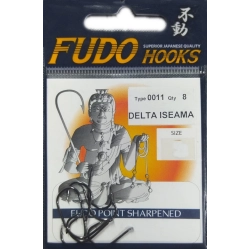 不動
FUDO
SUPERIOR JAPANESE QUALITY
HOOKS
Type 0011 Qty 8
DELTA ISEAMA
SIZE
FUDO POINT SHARPENED